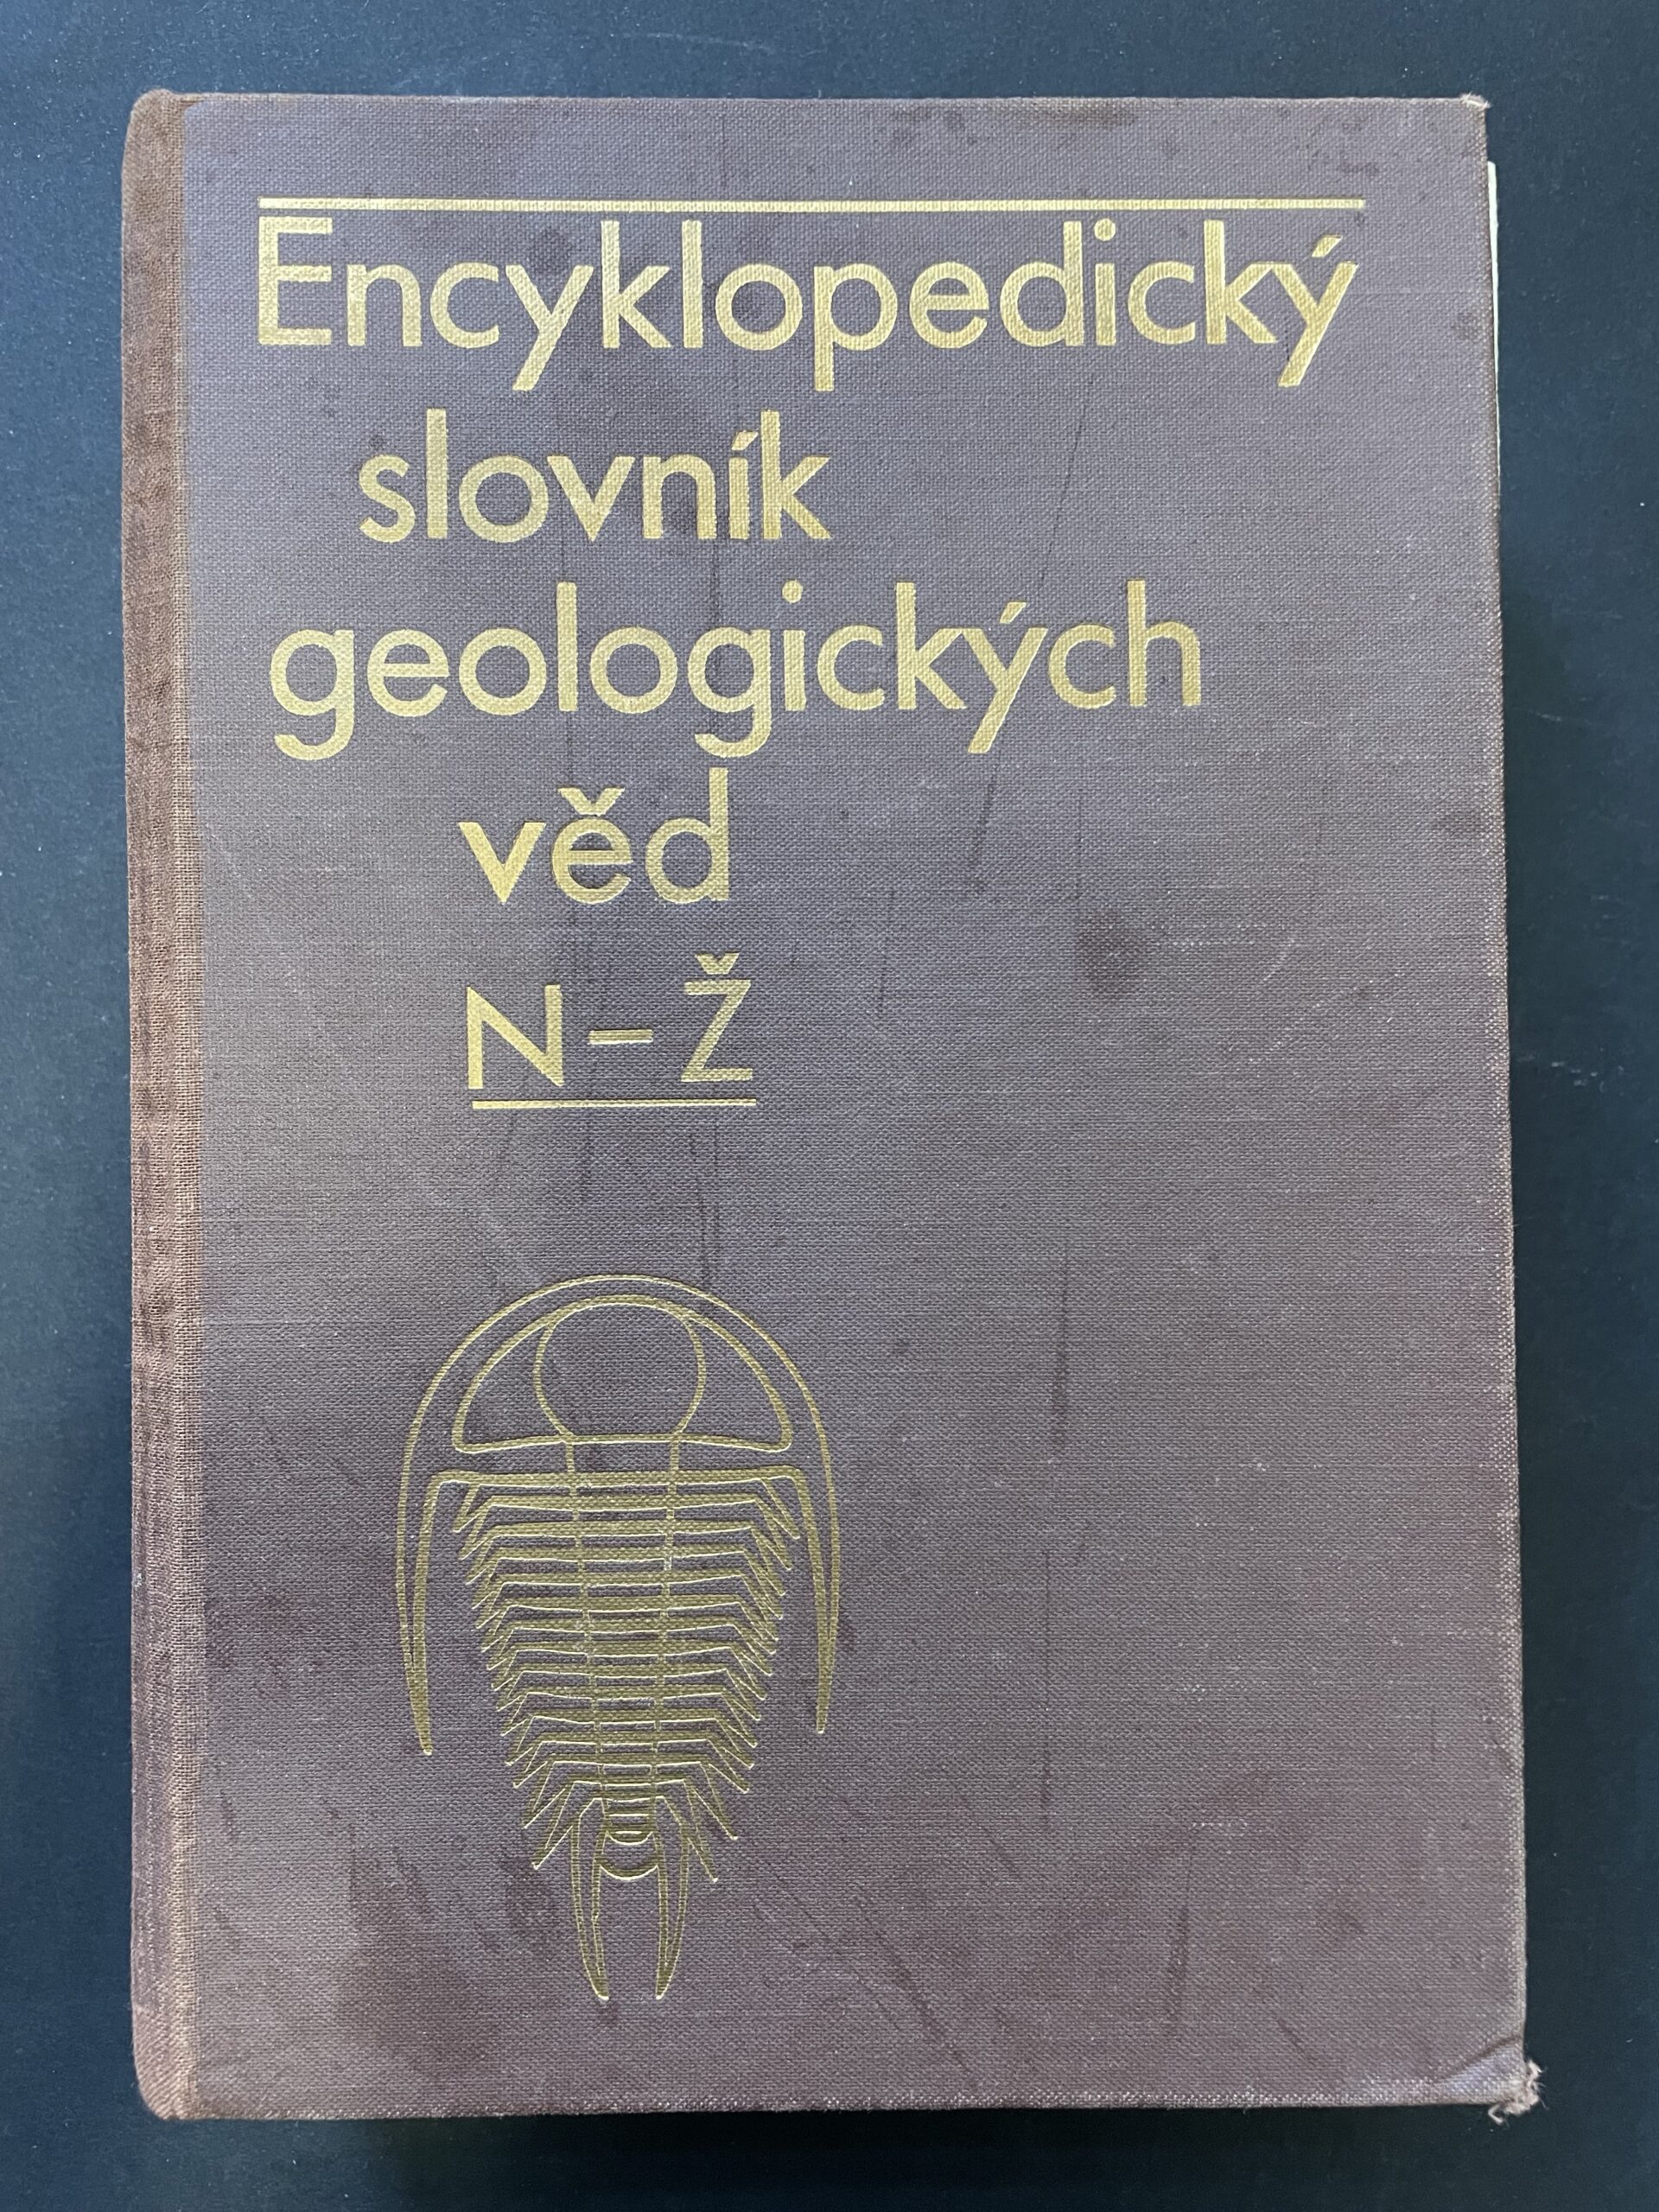 Encyklopedický
slovník
geologických
věd
N – Ž